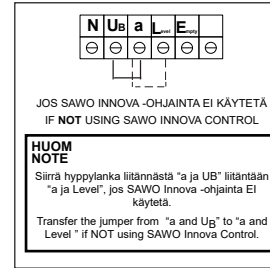 N UB a Level Empty
JOS SAWO INNOVA -OHJAINTA EI KÄYTETÄ
IF NOT USING SAWO INNOVA CONTROL
HUOM
NOTE
Siirrä hyppylanka liitännästä “a ja UB” liitäntään
“a ja Level”, jos SAWO Innova -ohjainta EI
käytetä.
Transfer the jumper from “a and UB” to “a and
Level ” if NOT using SAWO Innova Control.